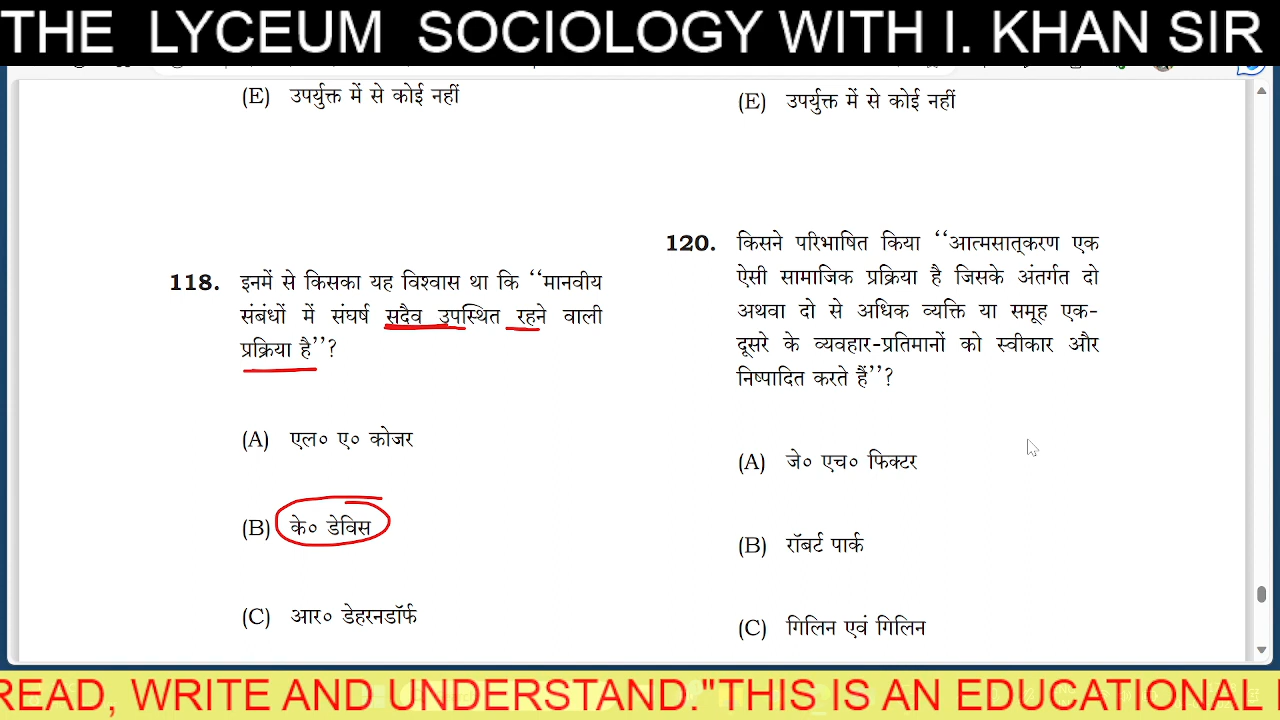 THE LYCEUM SOCIOLOGY WITH I. KHAN SIR
(E) उपर्युक्त में से कोई नहीं
118. इनमें से किसका यह विश्वास था कि ‘‘मानवीय
संबंधों में संघर्ष सदैव उपस्थित रहने वाली
प्रक्रिया है’’?
(A) एल० ए० कोजर
(B) के० डेविस
(C) आर० डेहरनडॉर्फ
(E) उपर्युक्त में से कोई नहीं
120. किसने परिभाषित किया ‘‘आत्मसात्करण एक
ऐसी सामाजिक प्रक्रिया है जिसके अंतर्गत दो
अथवा दो से अधिक व्यक्ति या समूह एक-
दूसरे के व्यवहार-प्रतिमानों को स्वीकार और
निष्पादित करते हैं’’?
(A) जे० एच० फिक्टर
(B) रॉबर्ट पार्क
(C) गिलिन एवं गिलिन
READ, WRITE AND UNDERSTAND."THIS IS AN EDUCATIONAL